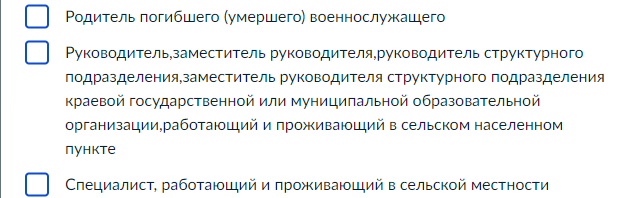 Родитель погибшего (умершего) военнослужащего
Руководитель,заместитель руководителя,руководитель структурного
подразделения,заместитель руководителя структурного подразделения
краевой государственной или муниципальной образовательной
организации,работающий и проживающий в сельском населенном
пункте
Специалист, работающий и проживающий в сельской местности